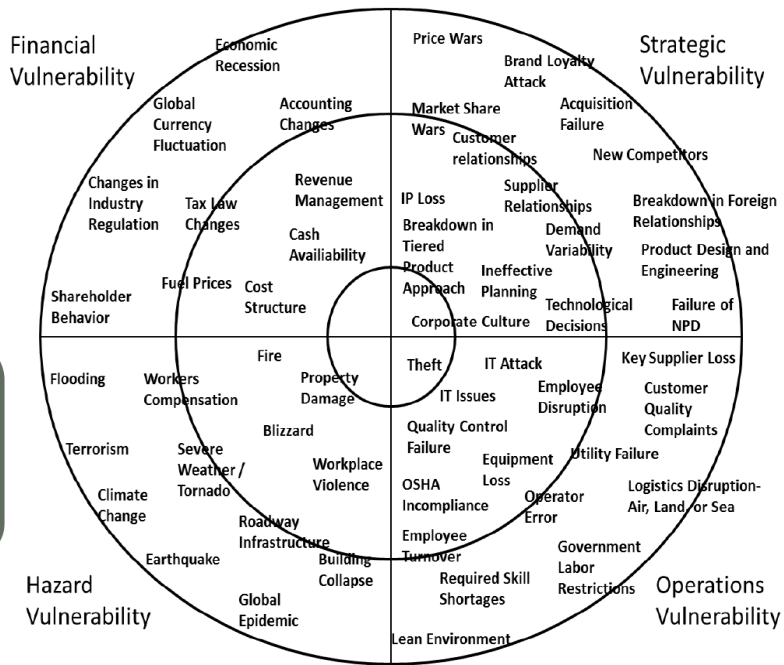 Financial
Vulnerability
Economic
Recession
Global
Currency
Fluctuation
Accounting
Changes
Changes in
Industry
Regulation
Tax Law
Changes
Revenue
Management
Cash
Availiability
Fuel Prices
Cost
Structure
Shareholder
Behavior
Strategic
Vulnerability
Price Wars
Brand Loyalty
Attack
Market Share
Wars
Acquisition
Failure
Customer
relationships
New Competitors
IP Loss
Supplier
Relationships
Breakdown in Foreign
Relationships
Breakdown in
Tiered
Product
Approach
Demand
Variability
Product Design and
Engineering
Ineffective
Planning
Corporate Culture
Technological
Decisions
Failure of
NPD
Hazard
Vulnerability
Fire
Flooding
Workers
Compensation
Property
Damage
Blizzard
Terrorism
Severe
Weather /
Tornado
Workplace
Violence
Climate
Change
Roadway
Infrastructure
Earthquake
Building
Collapse
Global
Epidemic
Operations
Vulnerability
Theft
IT Attack
Key Supplier Loss
IT Issues
Employee
Disruption
Customer
Quality
Complaints
Quality Control
Failure
Equipment
Loss
Utility Failure
OSHA
Incompliance
Operator
Error
Logistics Disruption-
Air, Land, or Sea
Employee
Turnover
Government
Labor
Restrictions
Required Skill
Shortages
Lean Environment